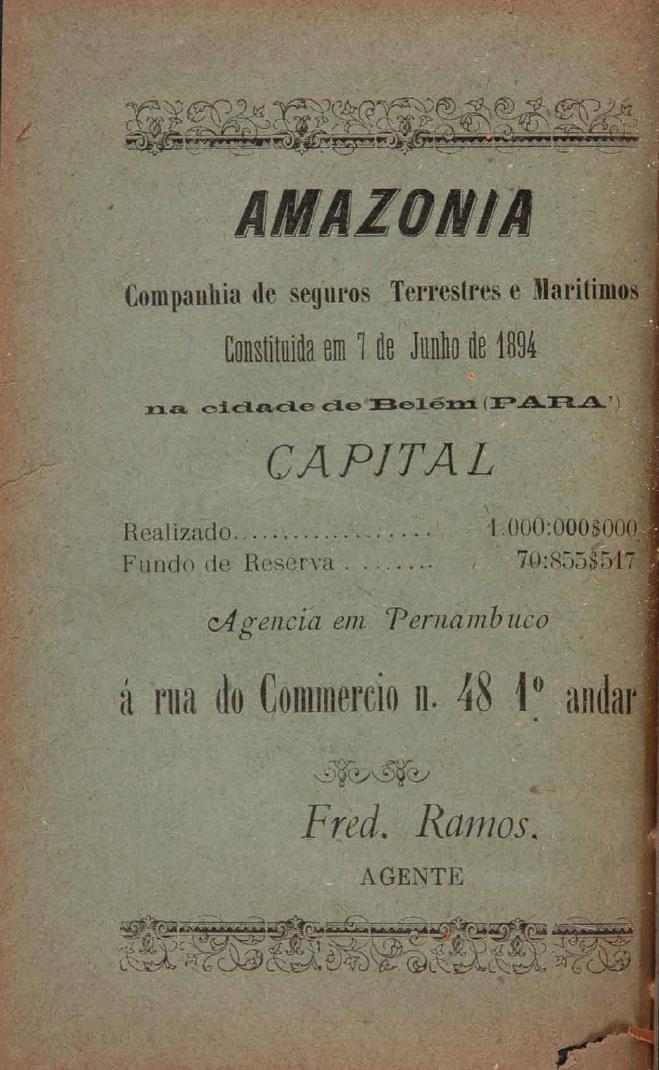 AMAZONIA
Companhia de seguros Terrestres e Maritimos
Constituida em 7 de Junho de 1894
na cidade de Belém (PARA')
CAPITAL
Realizado................... 1.000:000$000
Fundo de Reserva ........ 70:855$517
Agencia em Pernambuco
á rua do Commercio n. 48 1º andar
Fred. Ramos.
AGENTE